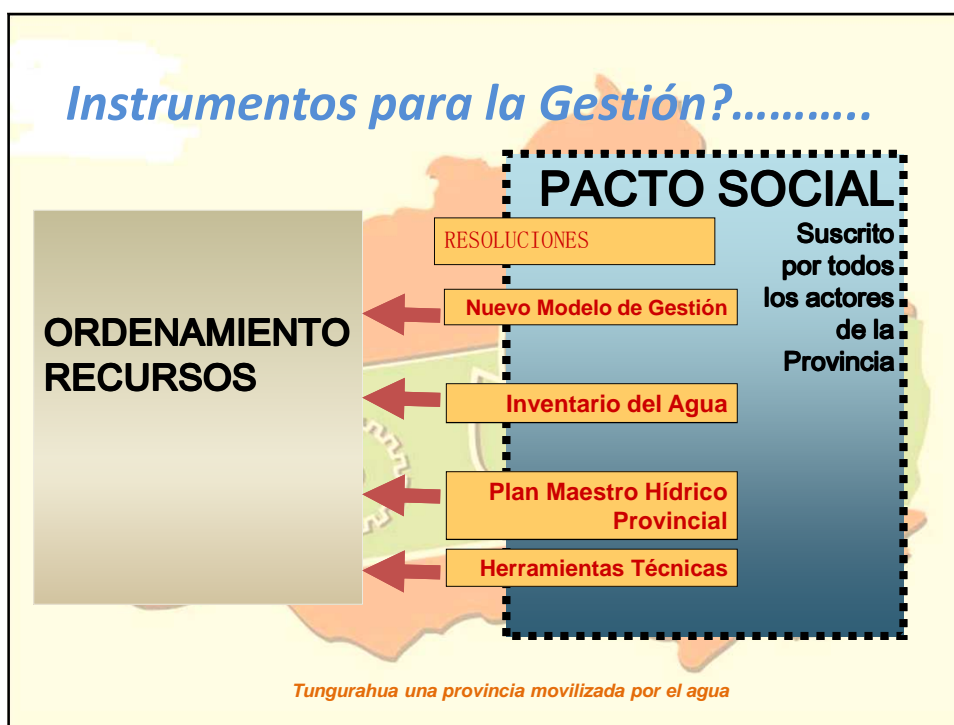 Instrumentos para la Gestión?………..
PACTO SOCIAL
Suscrito
por todos
los actores
de la
Provincia
RESOLUCIONES
Nuevo Modelo de Gestión
ORDENAMIENTO
RECURSOS
Inventario del Agua
Plan Maestro Hídrico
Provincial
Herramientas Técnicas
Tungurahua una provincia movilizada por el agua